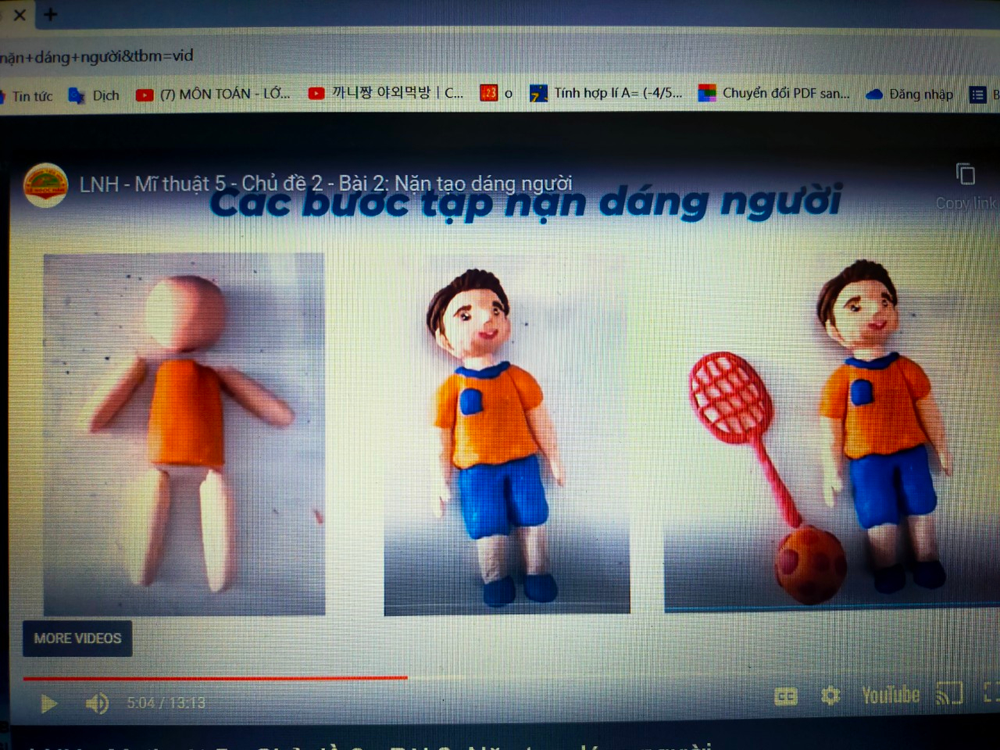 nặn+dáng+người&tbm=vid
Tin tức Dịch (7) MÔN TOÁN - LỚ... 까니짱 야외먹방 | C... o Tính hợp lí A= (-4/5... Chuyển đổi PDF san... Đăng nhập B
LNH - Mĩ thuật 5 - Chủ đề 2 - Bài 2: Nặn tạo dáng người
Các bước tập nặn dáng người
Copy link
MORE VIDEOS
5:04 / 13:13
CC YouTube